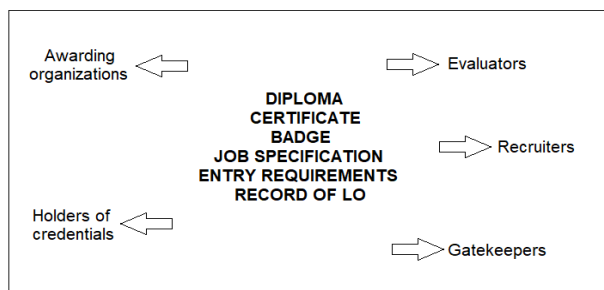 Awarding
organizations
Evaluators
DIPLOMA
CERTIFICATE
BADGE
JOB SPECIFICATION
ENTRY REQUIREMENTS
RECORD OF LO
Recruiters
Holders of
credentials
Gatekeepers